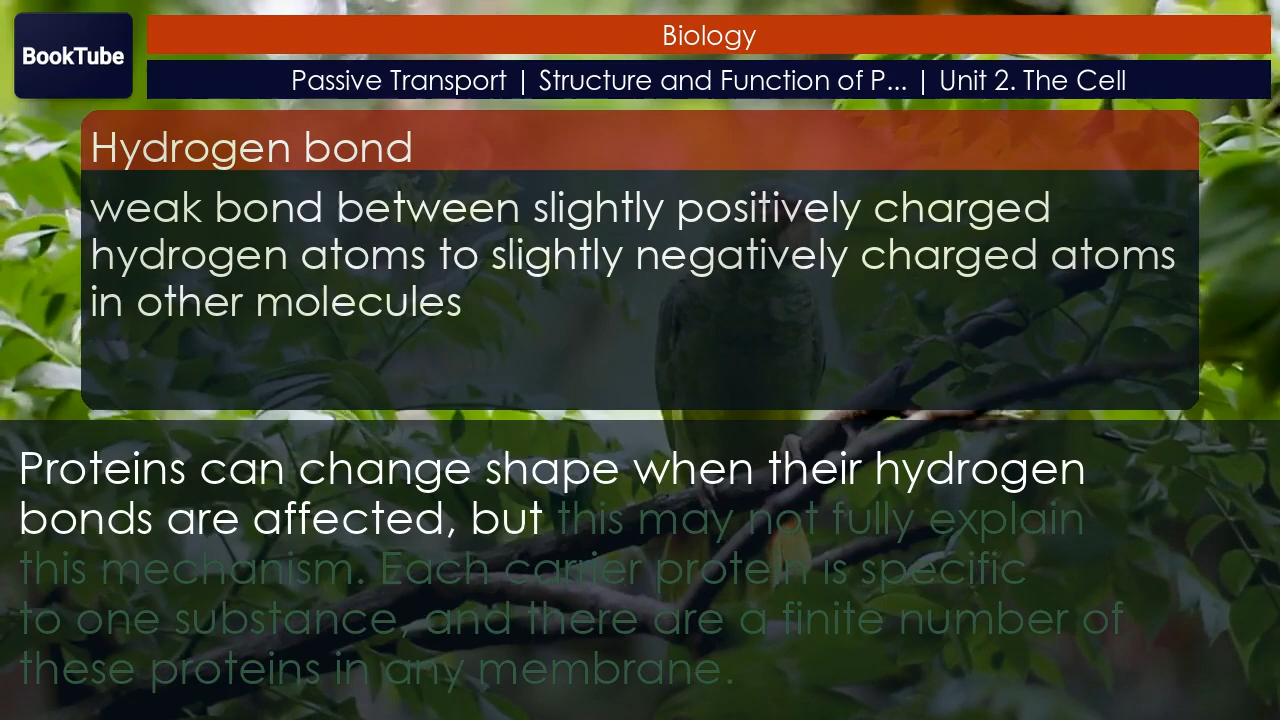 BookTube
Biology
Passive Transport | Structure and Function of P... | Unit 2. The Cell
Hydrogen bond
weak bond between slightly positively charged
hydrogen atoms to slightly negatively charged atoms
in other molecules
Proteins can change shape when their hydrogen
bonds are affected, but this may not fully explain
this mechanism. Each carrier protein is specific
to one substance, and there are a finite number of
these proteins in any membrane.